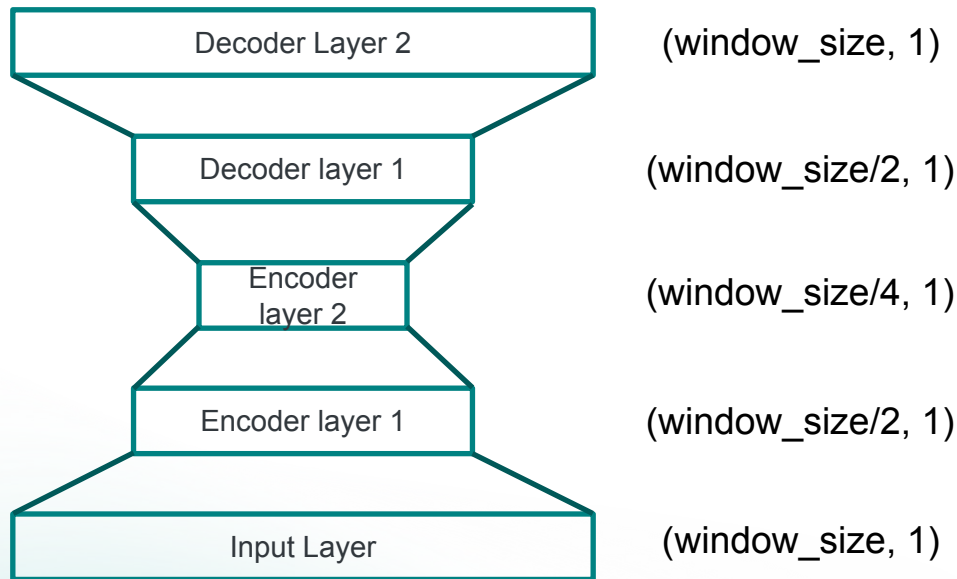 Decoder Layer 2
(window_size, 1)
Decoder layer 1
(window_size/2, 1)
Encoder
layer 2
(window_size/4, 1)
Encoder layer 1
(window_size/2, 1)
Input Layer
(window_size, 1)